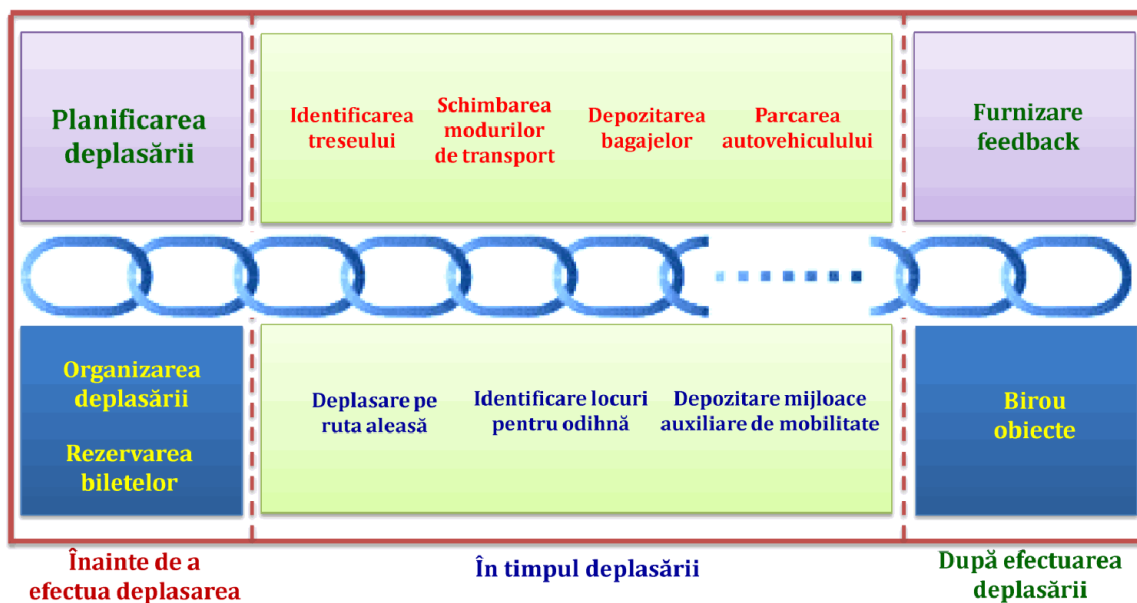 Planificarea
deplasării
Identificarea
treseului
Schimbarea
modurilor
de transport
Depozitarea
bagajelor
Parcarea
autovehiculului
Furnizare
feedback
Organizarea
deplasării
Rezervarea
biletelor
Deplasare pe
ruta aleasă
Identificare locuri
pentru odihnă
Depozitare mijloace
auxiliare de mobilitate
Birou
obiecte
Înainte de a
efectua deplasarea
În timpul deplasării
După efectuarea
deplasării